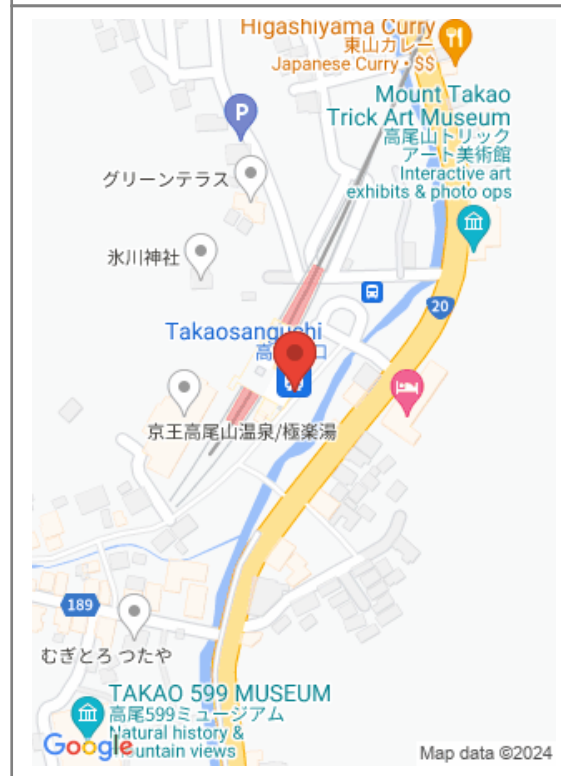 Higashiyama Curry
東山カレー
Japanese Curry・$$
Mount Takao
Trick Art Museum
高尾山トリック
アート美術館
Interactive art
exhibits & photo ops
P
グリーンテラス
氷川神社
20
Takaosanguchi
高
口
京王高尾山温泉/極楽湯
189
むぎとろ つたや
TAKAO 599 MUSEUM
高尾599ミュージアム
Natural history &
mountain views
Google
Map data ©2024